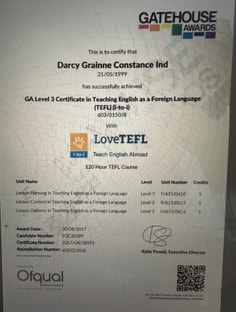 GATEHOUSE
AWARDS
This is to certify that
Darcy Grainne Constance Ind
21/05/1999
has successfully achieved
GA Level 3 Certificate in Teaching English as a Foreign Language
(TEFL) (i-to-i)
603/0150/8
With
i-to-i
LoveTEFL
Teach English Abroad
120 Hour TEFL Course
Unit Name Level Unit Number Credits
Lesson Planning in Teaching English as a Foreign Language Level 3
Lesson Content in Teaching English as a Foreign Language Level 3
Lesson Delivery in Teaching English as a Foreign Language Level 3
Award Date: 30/08/2017
Candidate Number:
Certificate Number:
Accreditation Number: 603/0150/8
Katie Powell, Executive Director
Ofqual